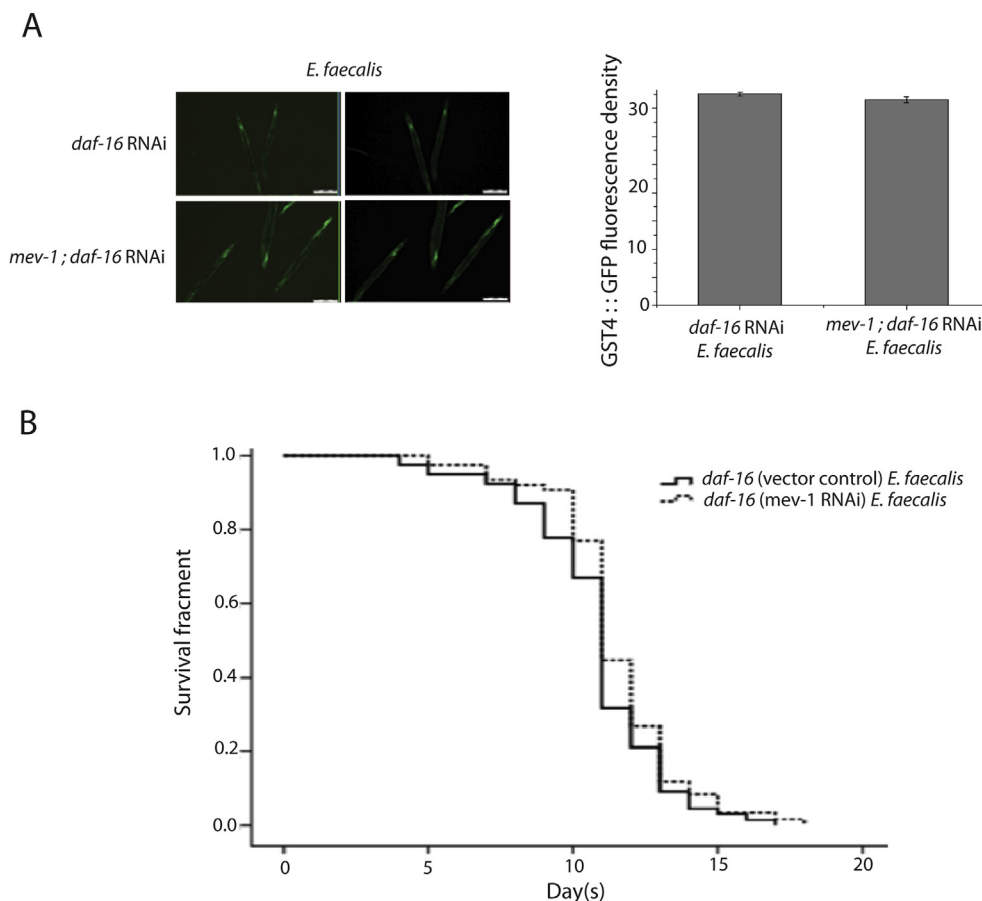 A
E. faecalis
daf-16 RNAi
mev-1 ; daf-16 RNAi
GST4 : : GFP fluorescence density
30
20
10
0
daf-16 RNAi
E. faecalis
mev-1 ; daf-16 RNAi
E. faecalis
B
Survival fracment
1.0
0.8
0.6
0.4
0.2
0.0
daf-16 (vector control) E. faecalis
daf-16 (mev-1 RNAi) E. faecalis
0
5
10
15
20
Day(s)